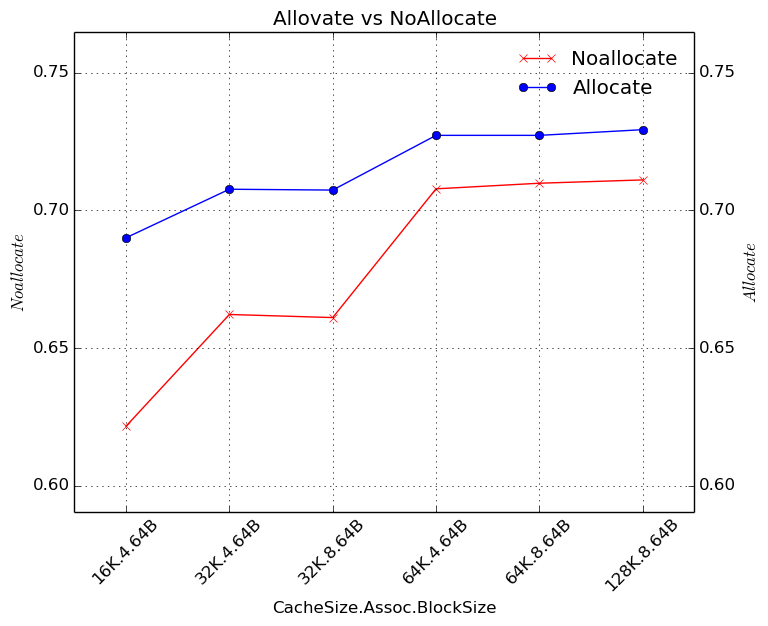 Allovate vs NoAllocate
Noallocate
Allocate
0.75
0.70
0.65
0.60
Noallocate
0.75
0.70
0.65
0.60
Allocate
16K.4.64B
32K.4.64B
32K.8.64B
64K.4.64B
64K.8.64B
128K.8.64B
CacheSize.Assoc.BlockSize